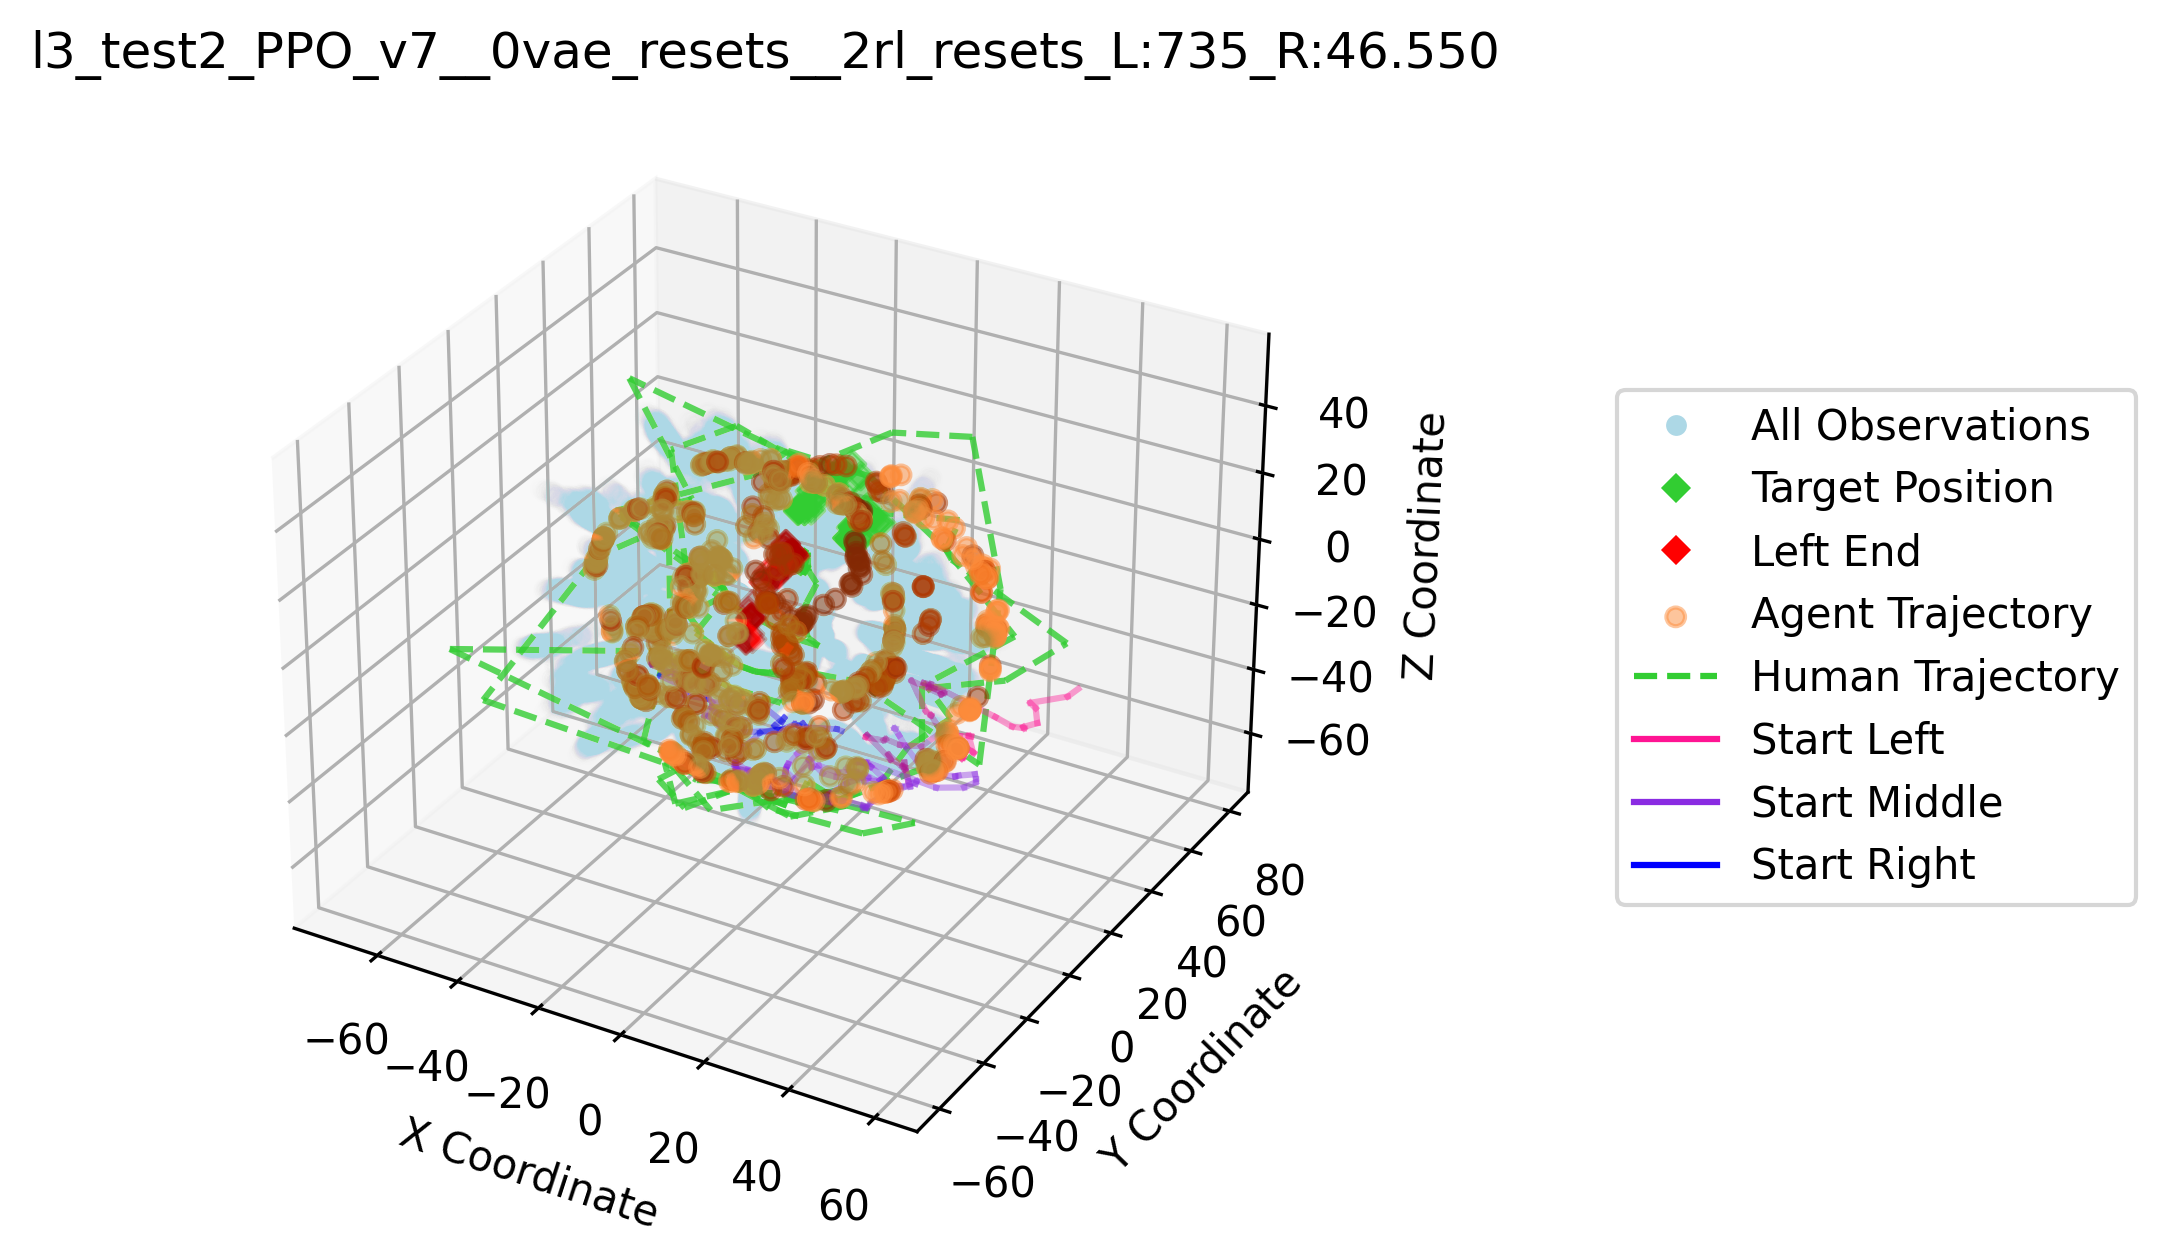 l3_test2_PPO_v7__0vae_resets__2rl_resets_L:735_R:46.550
40
20
0
−20
−40
−60
Z Coordinate
80
60
40
20
0
−20
−40
−60
Y Coordinate
−60
−40
−20
0
20
40
60
X Coordinate
All Observations
Target Position
Left End
Agent Trajectory
Human Trajectory
Start Left
Start Middle
Start Right